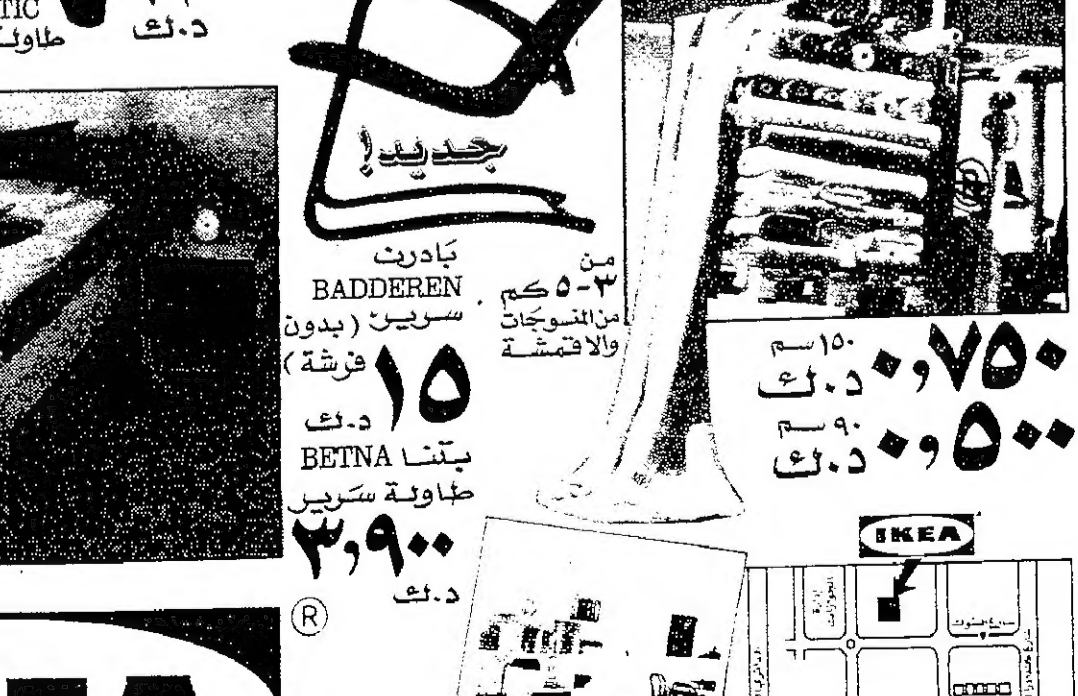 TIC
طاولة
د.ك
جديد!
بادرن
BADDEREN
سرير (بدون
فرشة)
١٥
د.ك
بتنا BETNA
طاولة سرير
٣,٩٠٠
د.ك
®
من
٣-٥ كم
من المنسوجات
والاقمشة
١٥٠ سم
٠,٧٥٠ د.ك
٩٠ سم
٠,٥٠٠ د.ك
IKEA